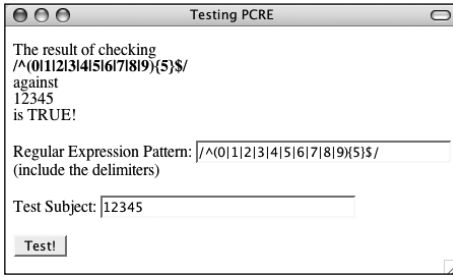 Testing PCRE
The result of checking
/^(0|1|2|3|4|5|6|7|8|9){5}$/
against
12345
is TRUE!
Regular Expression Pattern: /^(0|1|2|3|4|5|6|7|8|9){5}$/
(include the delimiters)
Test Subject: 12345
Test!